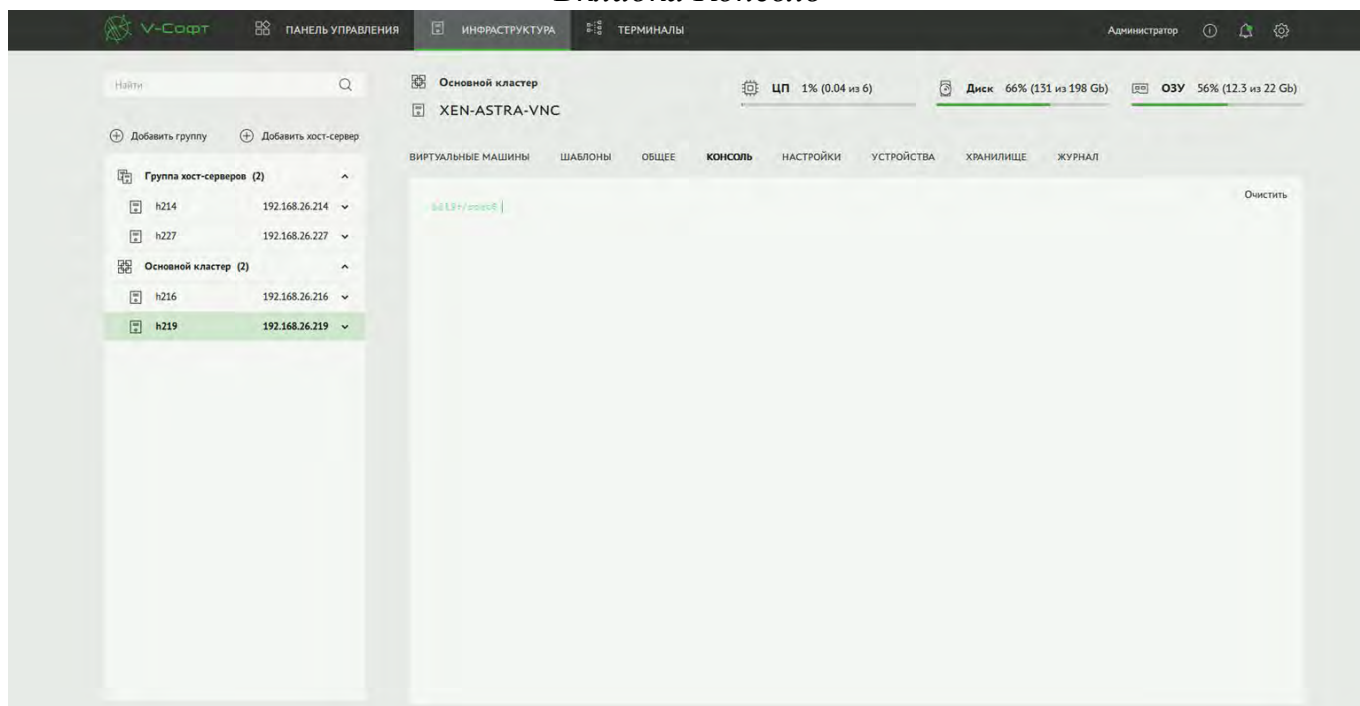 Вкладка Консоль
V-Софт
ПАНЕЛЬ УПРАВЛЕНИЯ
ИНФРАСТРУКТУРА
ТЕРМИНАЛЫ
Администратор
Найти
Добавить группу
Добавить хост-сервер
Группа хост-серверов (2)
h214 192.168.26.214
h227 192.168.26.227
Основной кластер (2)
h216 192.168.26.216
h219 192.168.26.219
Основной кластер
XEN-ASTRA-VNC
ЦП 1% (0.04 из 6)
Диск 66% (131 из 198 Gb)
ОЗУ 56% (12.3 из 22 Gb)
ВИРТУАЛЬНЫЕ МАШИНЫ ШАБЛОНЫ ОБЩЕЕ КОНСОЛЬ НАСТРОЙКИ УСТРОЙСТВА ХРАНИЛИЩЕ ЖУРНАЛ
Очистить